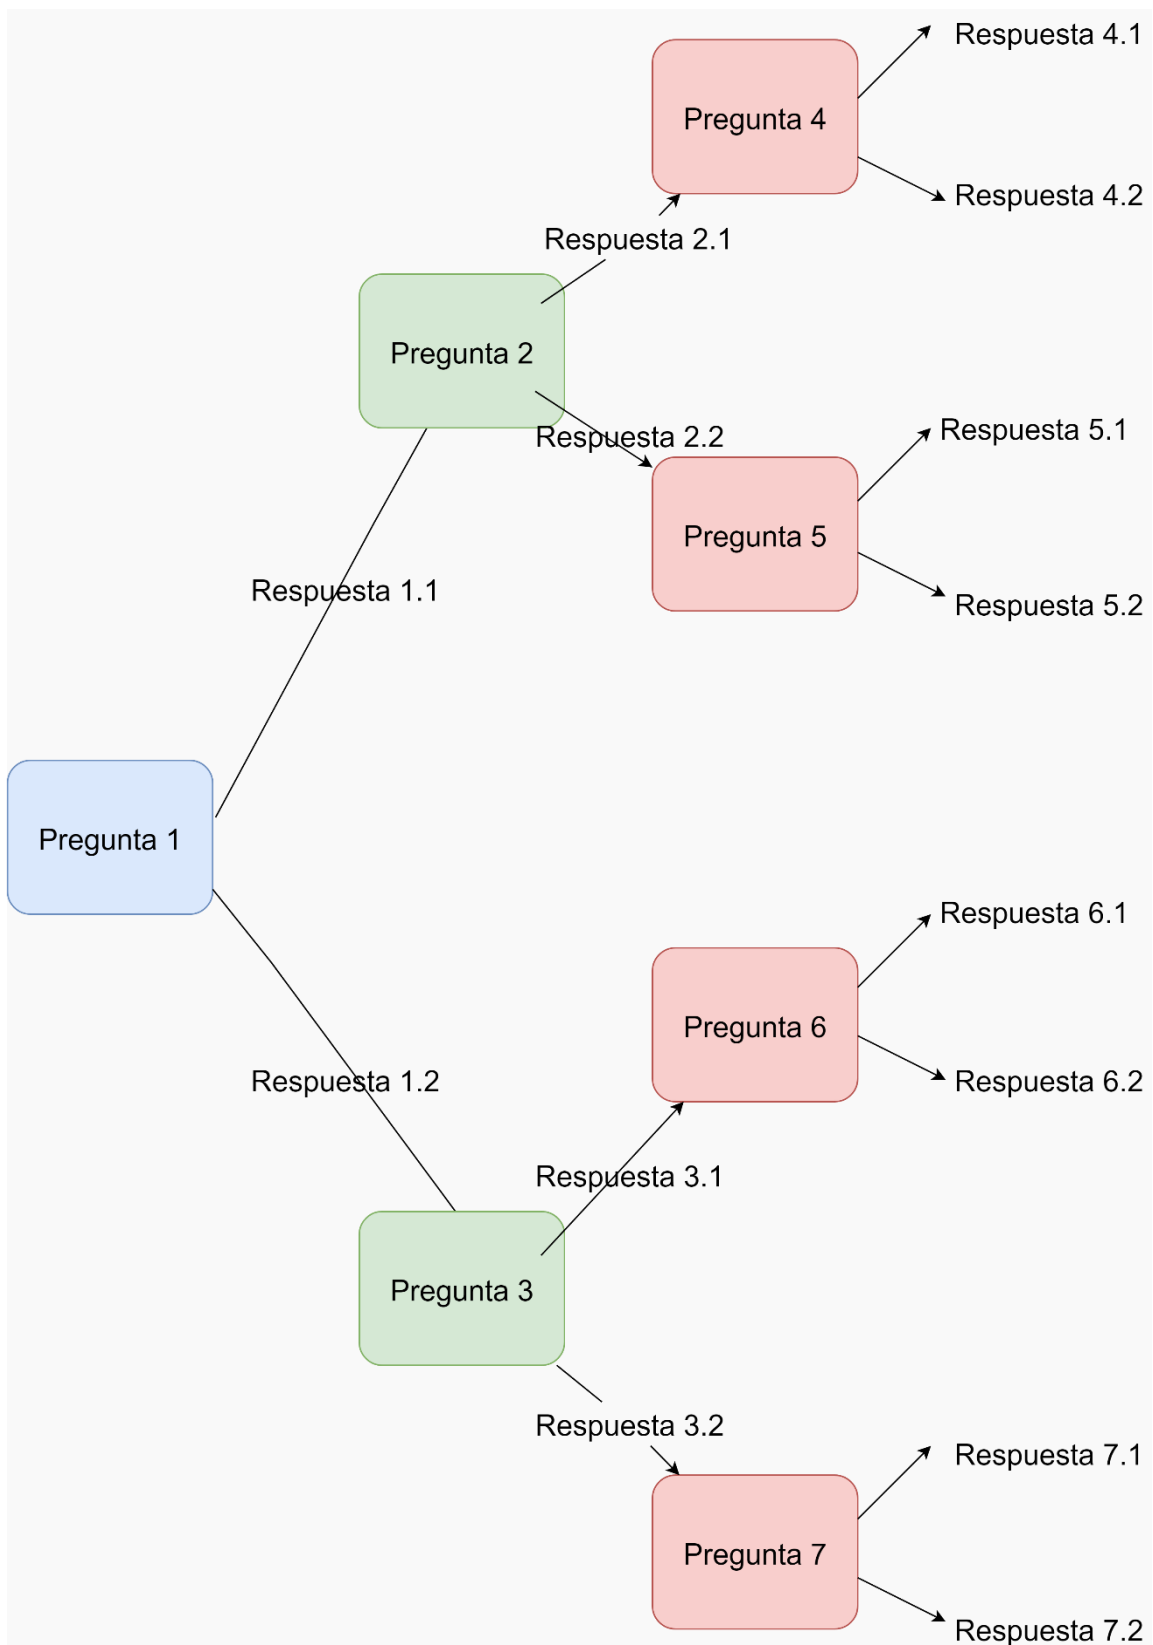 Respuesta 4.1
Pregunta 4
Respuesta 4.2
Respuesta 2.1
Pregunta 2
Respuesta 2.2
Respuesta 5.1
Pregunta 5
Respuesta 5.2
Respuesta 1.1
Pregunta 1
Respuesta 6.1
Pregunta 6
Respuesta 6.2
Respuesta 1.2
Respuesta 3.1
Pregunta 3
Respuesta 3.2
Respuesta 7.1
Pregunta 7
Respuesta 7.2